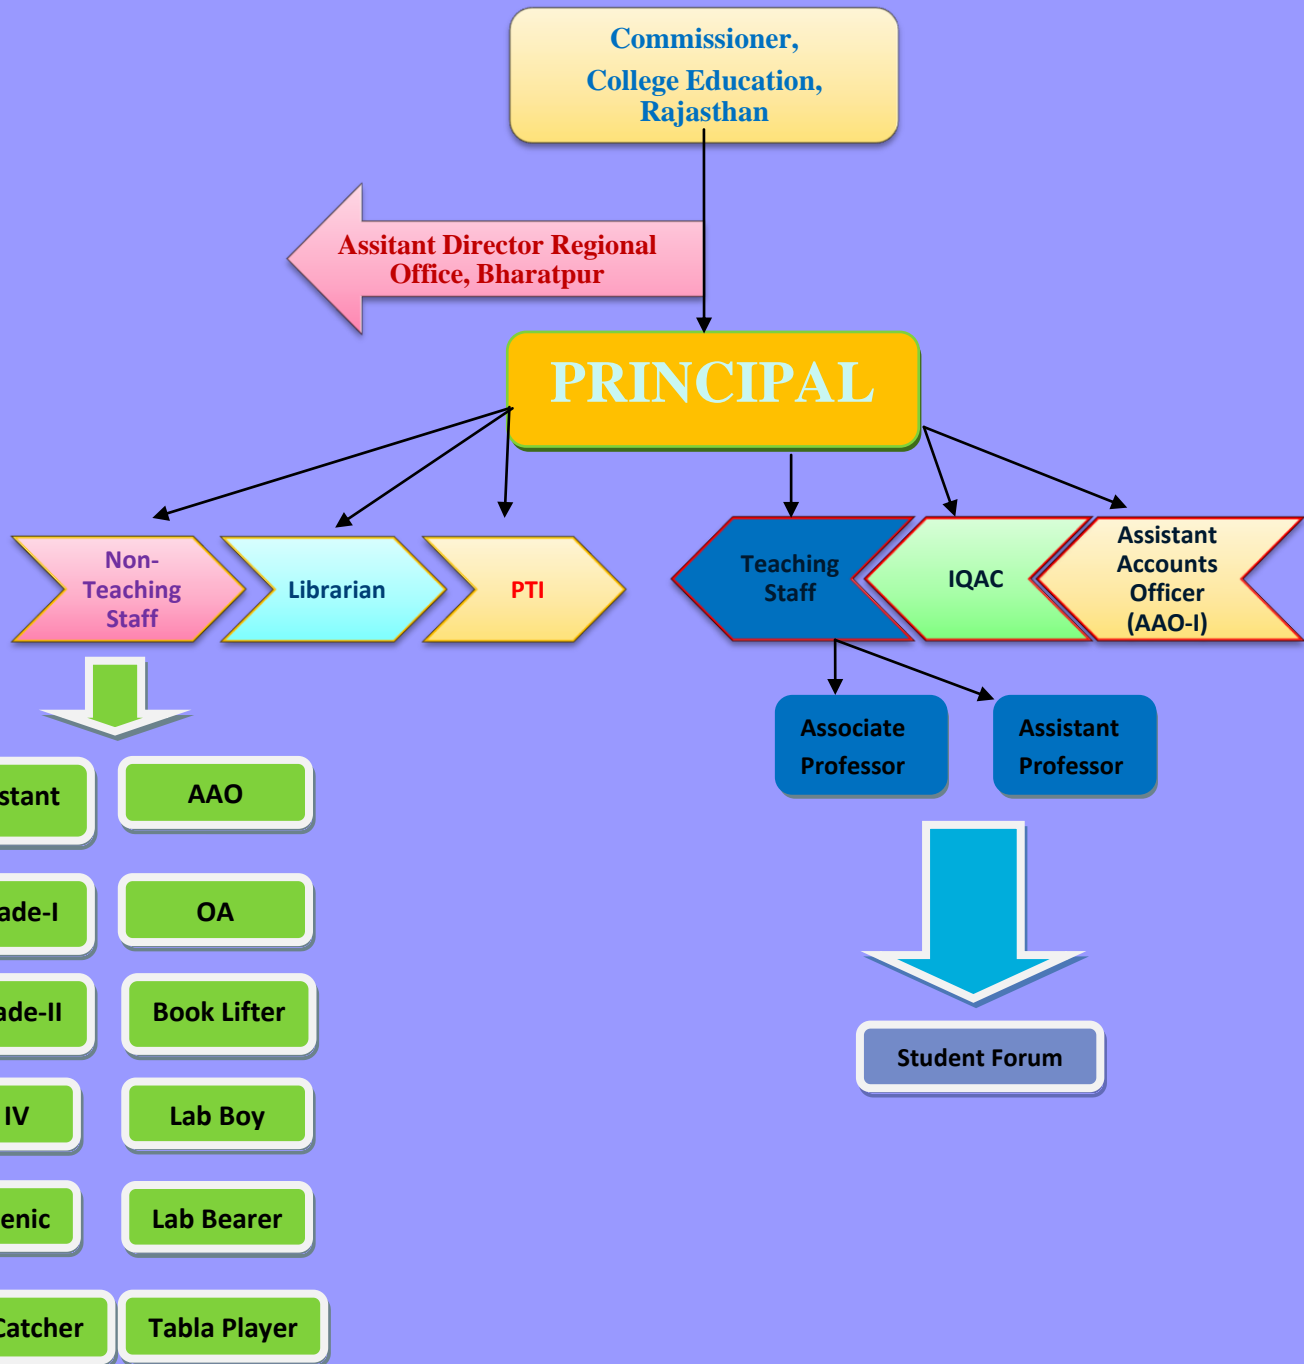 Commissioner,
College Education,
Rajasthan
Assitant Director Regional
Office, Bharatpur
PRINCIPAL
Non-
Teaching
Staff
Librarian
PTI
Teaching
Staff
IQAC
Assistant
Accounts
Officer
(AAO-I)
Associate
Professor
Assistant
Professor
AAO
OA
Book Lifter
IV
Lab Boy
Lab Bearer
Catcher
Tabla Player
Student Forum